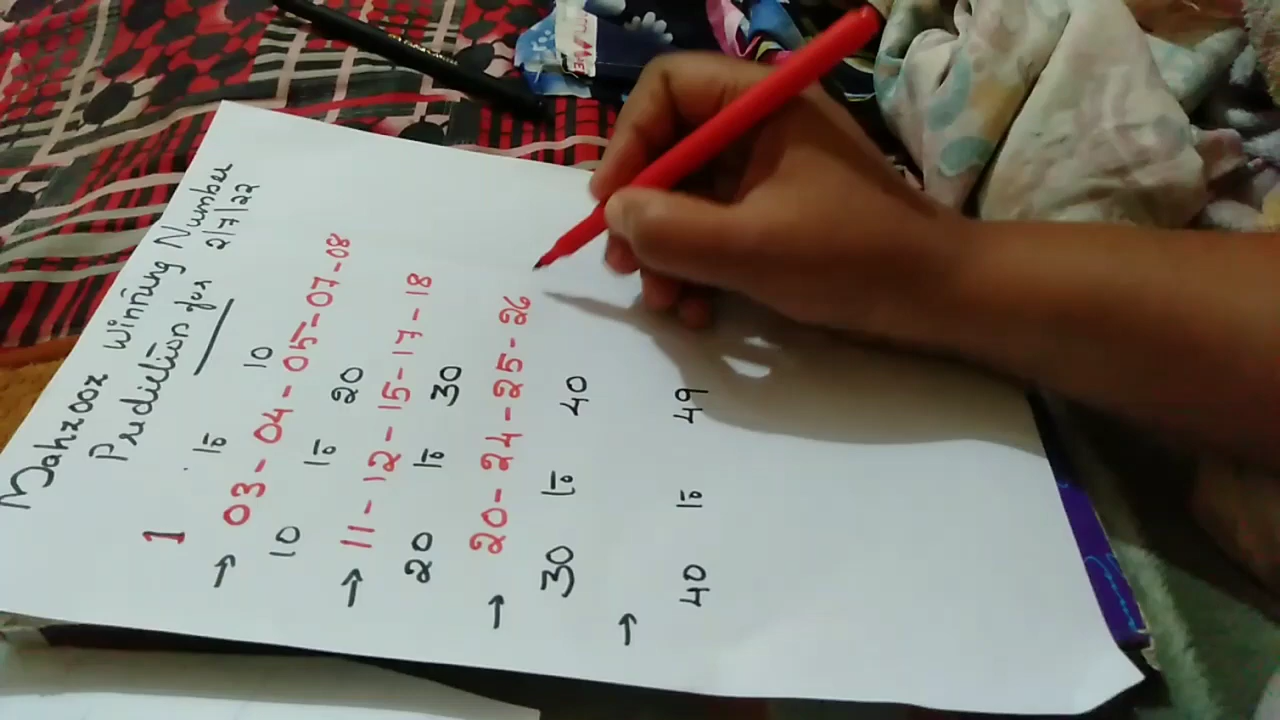 Mahzoox Winning Number
Prediction for 2/7/22
1 To 10
→ 03-04-05-07-08
10 To 20
→ 11-12-15-17-18
20 To 30
→ 20-24-25-26
30 To 40
→
40 To 49